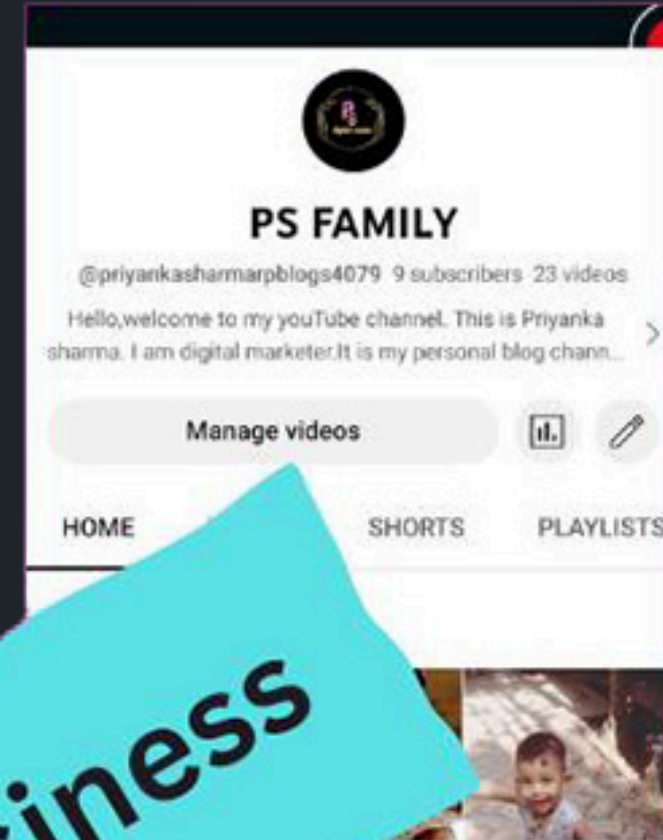 PS FAMILY
@priyankasharmarpblogs4079 9 subscribers 23 videos
Hello,welcome to my youTube channel. This is Priyanka
sharma. I am digital marketer.It is my personal blog chann...
Manage videos
HOME SHORTS PLAYLISTS
iness